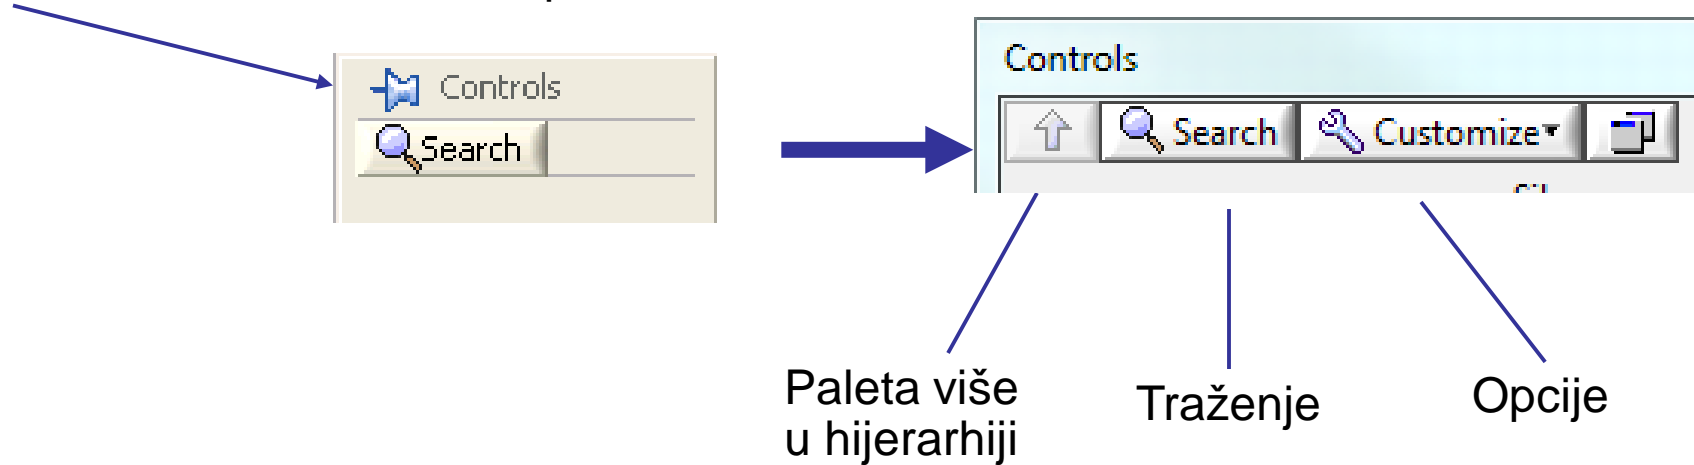 Controls
Search
Controls
Search Customize
Paleta više
u hijerarhiji
Traženje
Opcije